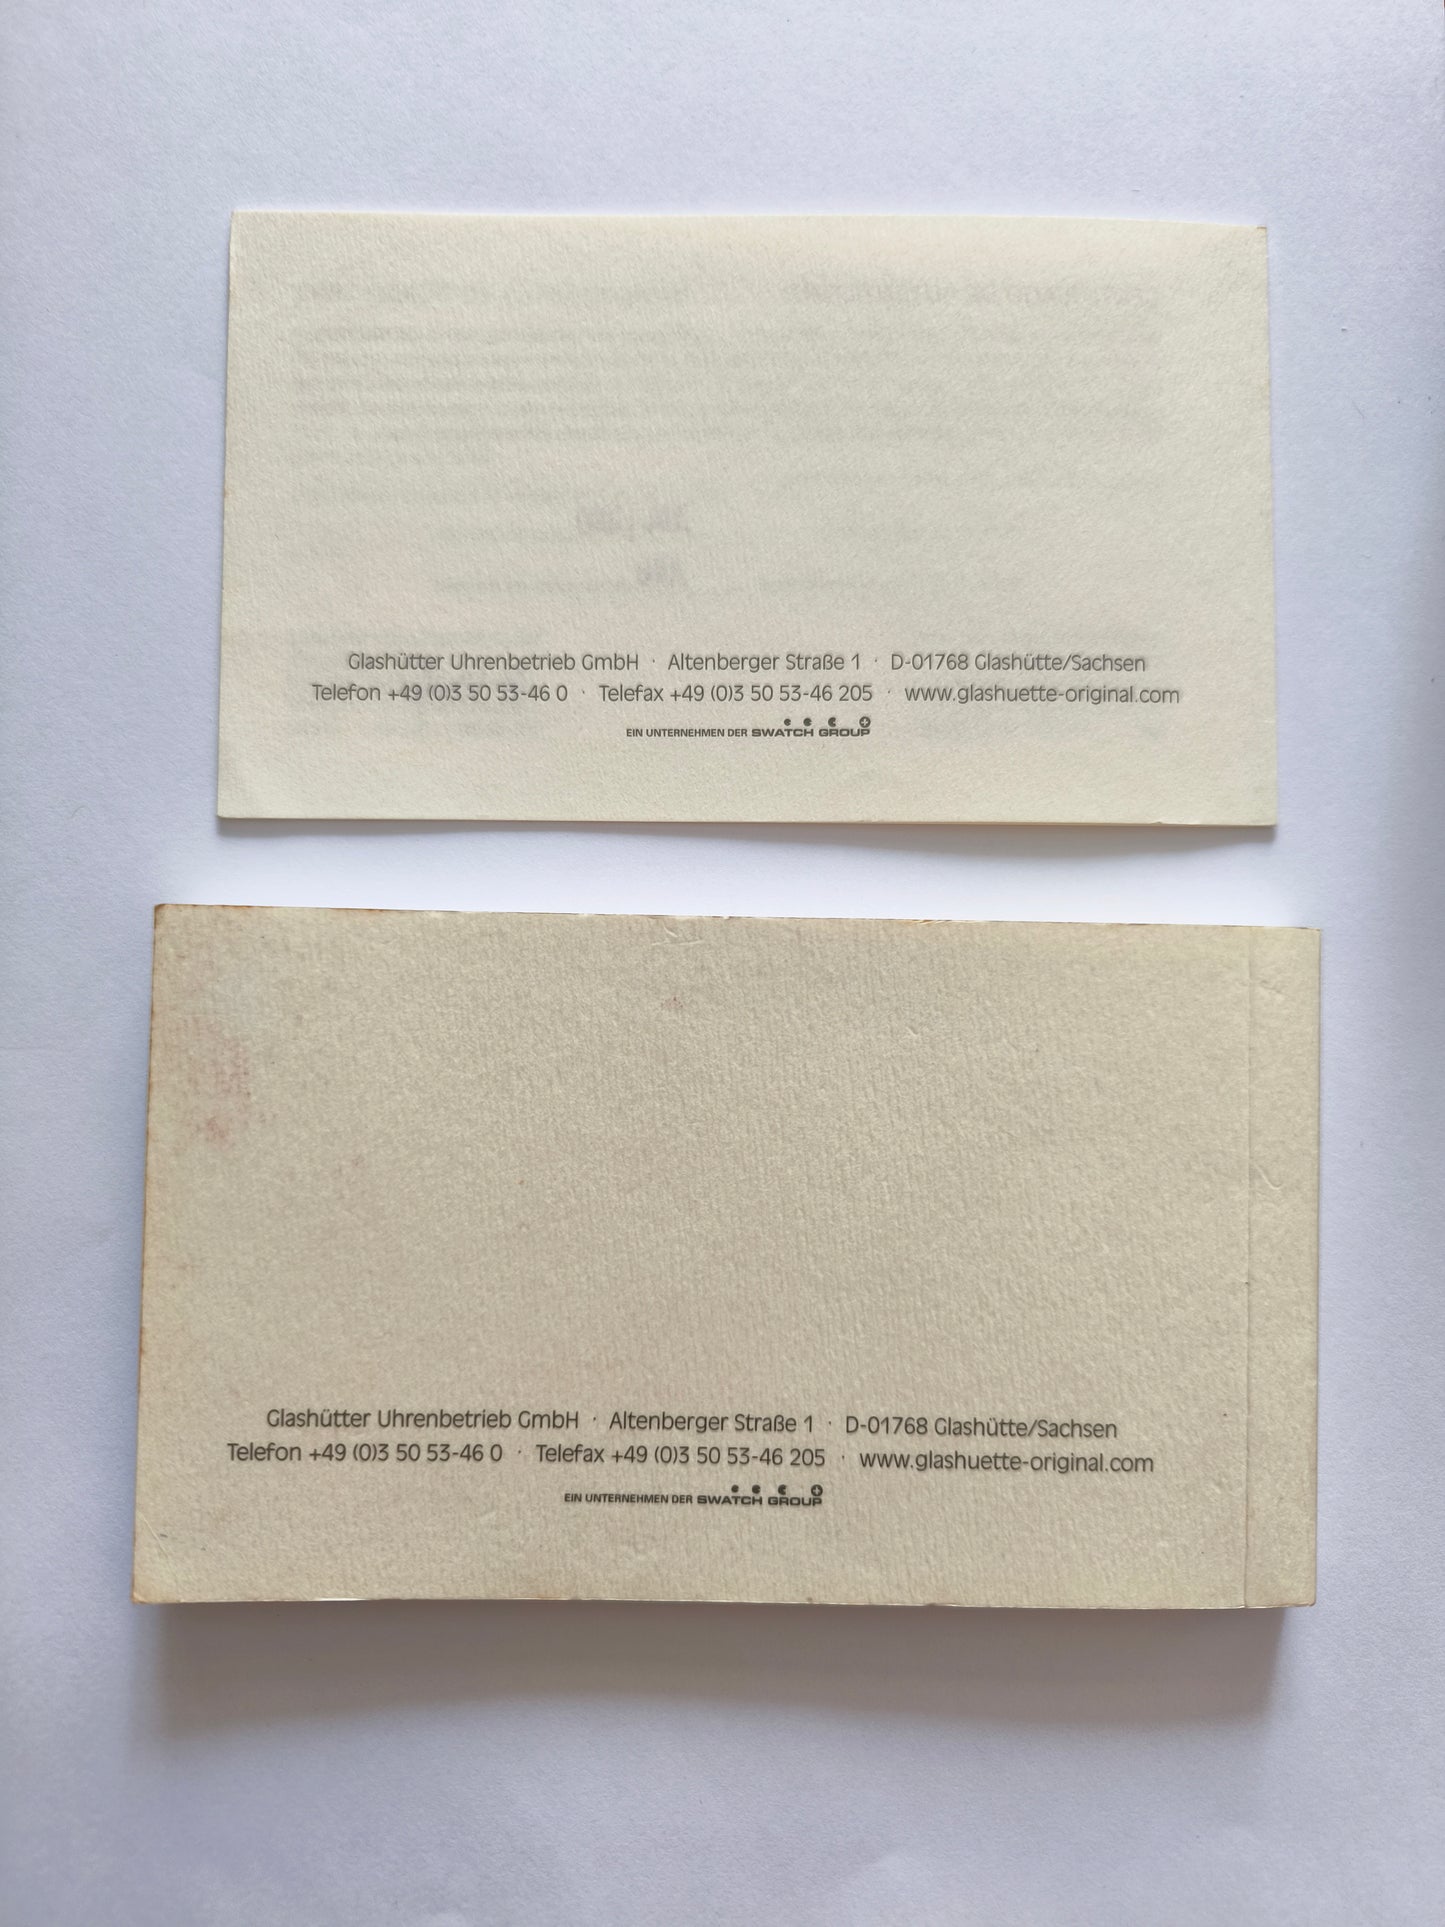 Glashütter Uhrenbetrieb GmbH · Altenberger Straße 1 · D-01768 Glashütte/Sachsen
Telefon +49 (0)3 50 53-46 0 · Telefax +49 (0)3 50 53-46 205 · www.glashuette-original.com
EIN UNTERNEHMEN DER SWATCH GROUP
Glashütter Uhrenbetrieb GmbH · Altenberger Straße 1 · D-01768 Glashütte/Sachsen
Telefon +49 (0)3 50 53-46 0 · Telefax +49 (0)3 50 53-46 205 · www.glashuette-original.com
EIN UNTERNEHMEN DER SWATCH GROUP